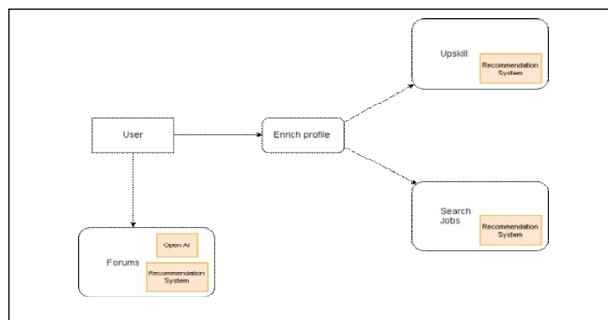 Upskill
Recommendation
System
User
Enrich profile
Search
Jobs
Recommendation
System
Open AI
Forums
Recommendation
System